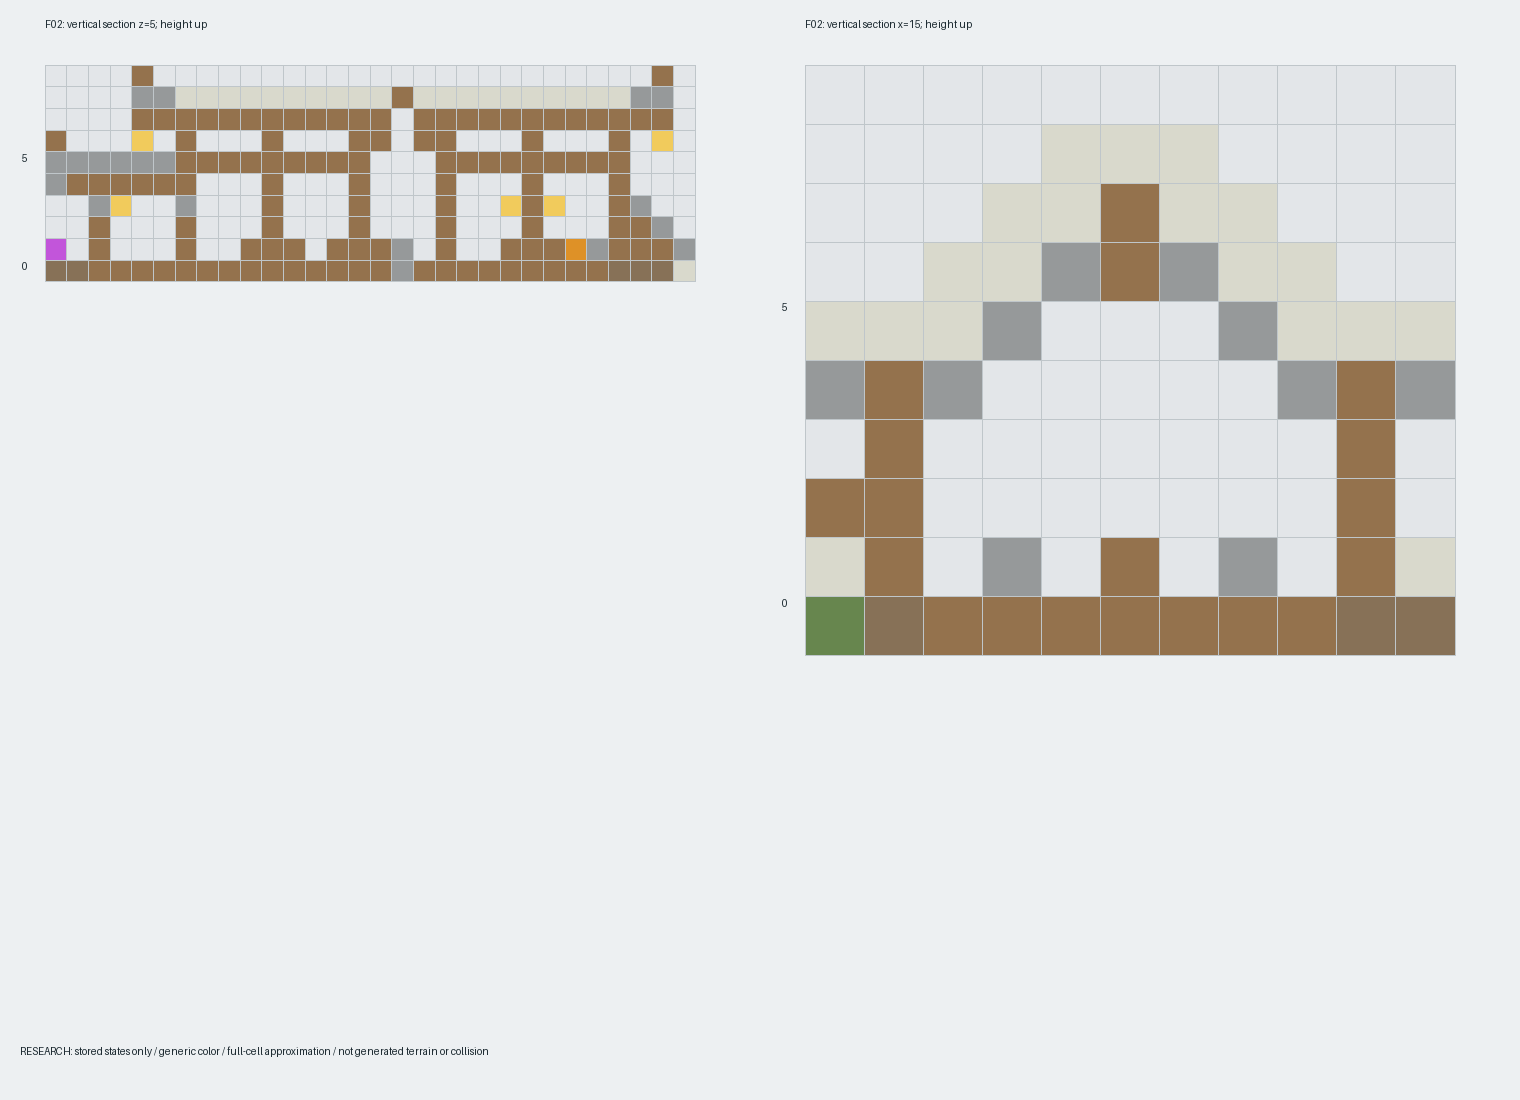 F02: vertical section z=5; height up
F02: vertical section x=15; height up
5
0
5
0
RESEARCH: stored states only / generic color / full-cell approximation / not generated terrain or collision